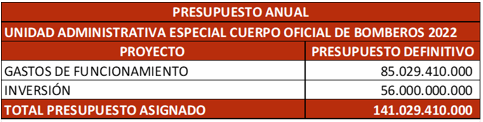 PRESUPUESTO ANUAL
UNIDAD ADMINISTRATIVA ESPECIAL CUERPO OFICIAL DE BOMBEROS 2022
PROYECTO PRESUPUESTO DEFINITIVO
GASTOS DE FUNCIONAMIENTO 85.029.410.000
INVERSIÓN 56.000.000.000
TOTAL PRESUPUESTO ASIGNADO 141.029.410.000